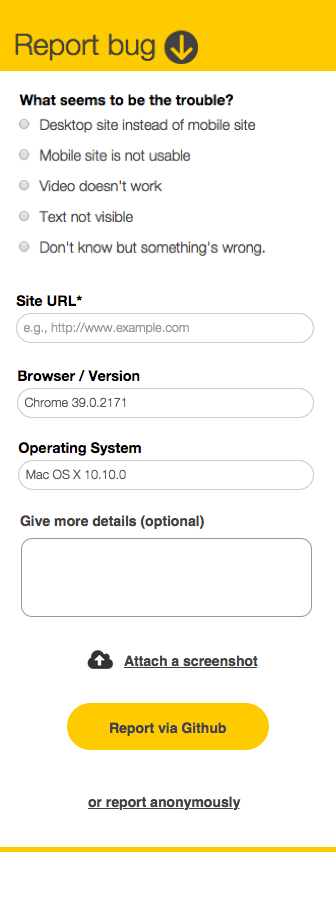 Report bug
What seems to be the trouble?
Desktop site instead of mobile site
Mobile site is not usable
Video doesn't work
Text not visible
Don't know but something's wrong.
Site URL*
e.g., http://www.example.com
Browser / Version
Chrome 39.0.2171
Operating System
Mac OS X 10.10.0
Give more details (optional)
Attach a screenshot
Report via Github
or report anonymously